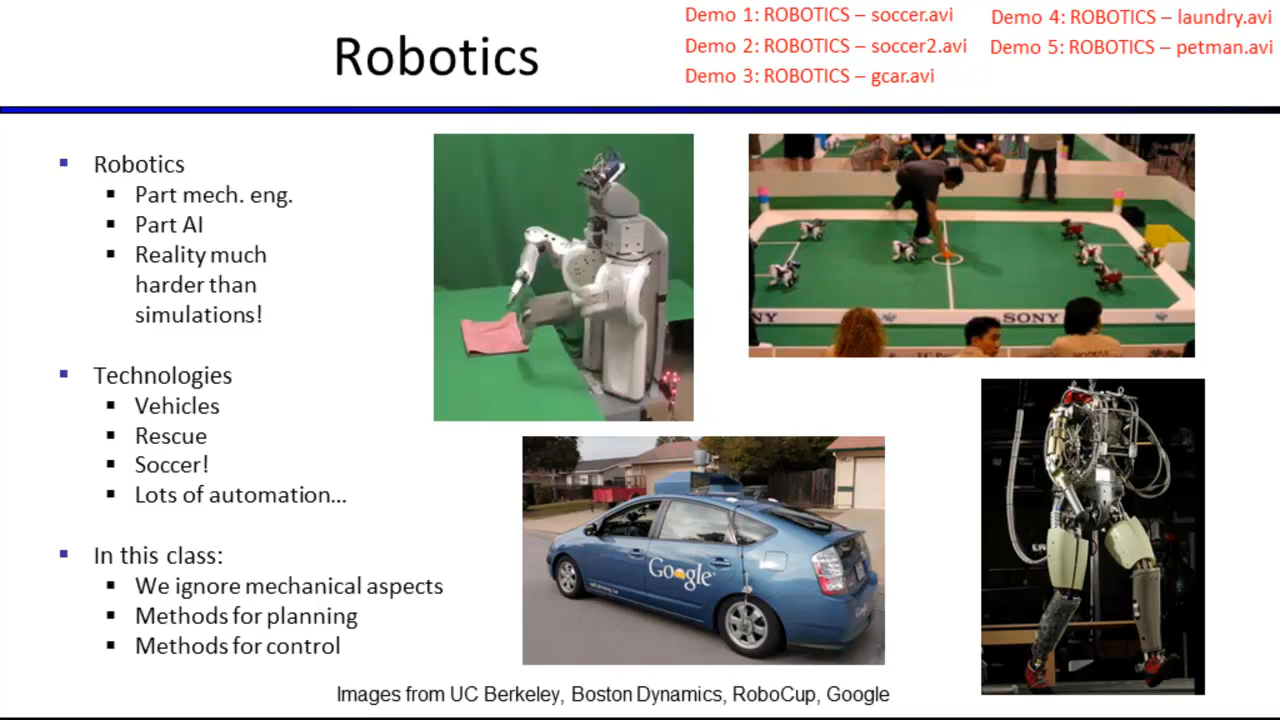 Robotics
Demo 1: ROBOTICS – soccer.avi
Demo 2: ROBOTICS – soccer2.avi
Demo 3: ROBOTICS – gcar.avi
Demo 4: ROBOTICS – laundry.avi
Demo 5: ROBOTICS – petman.avi
Robotics
Part mech. eng.
Part AI
Reality much
harder than
simulations!
Technologies
Vehicles
Rescue
Soccer!
Lots of automation...
In this class:
We ignore mechanical aspects
Methods for planning
Methods for control
NY
SONY
Google
Images from UC Berkeley, Boston Dynamics, RoboCup, Google